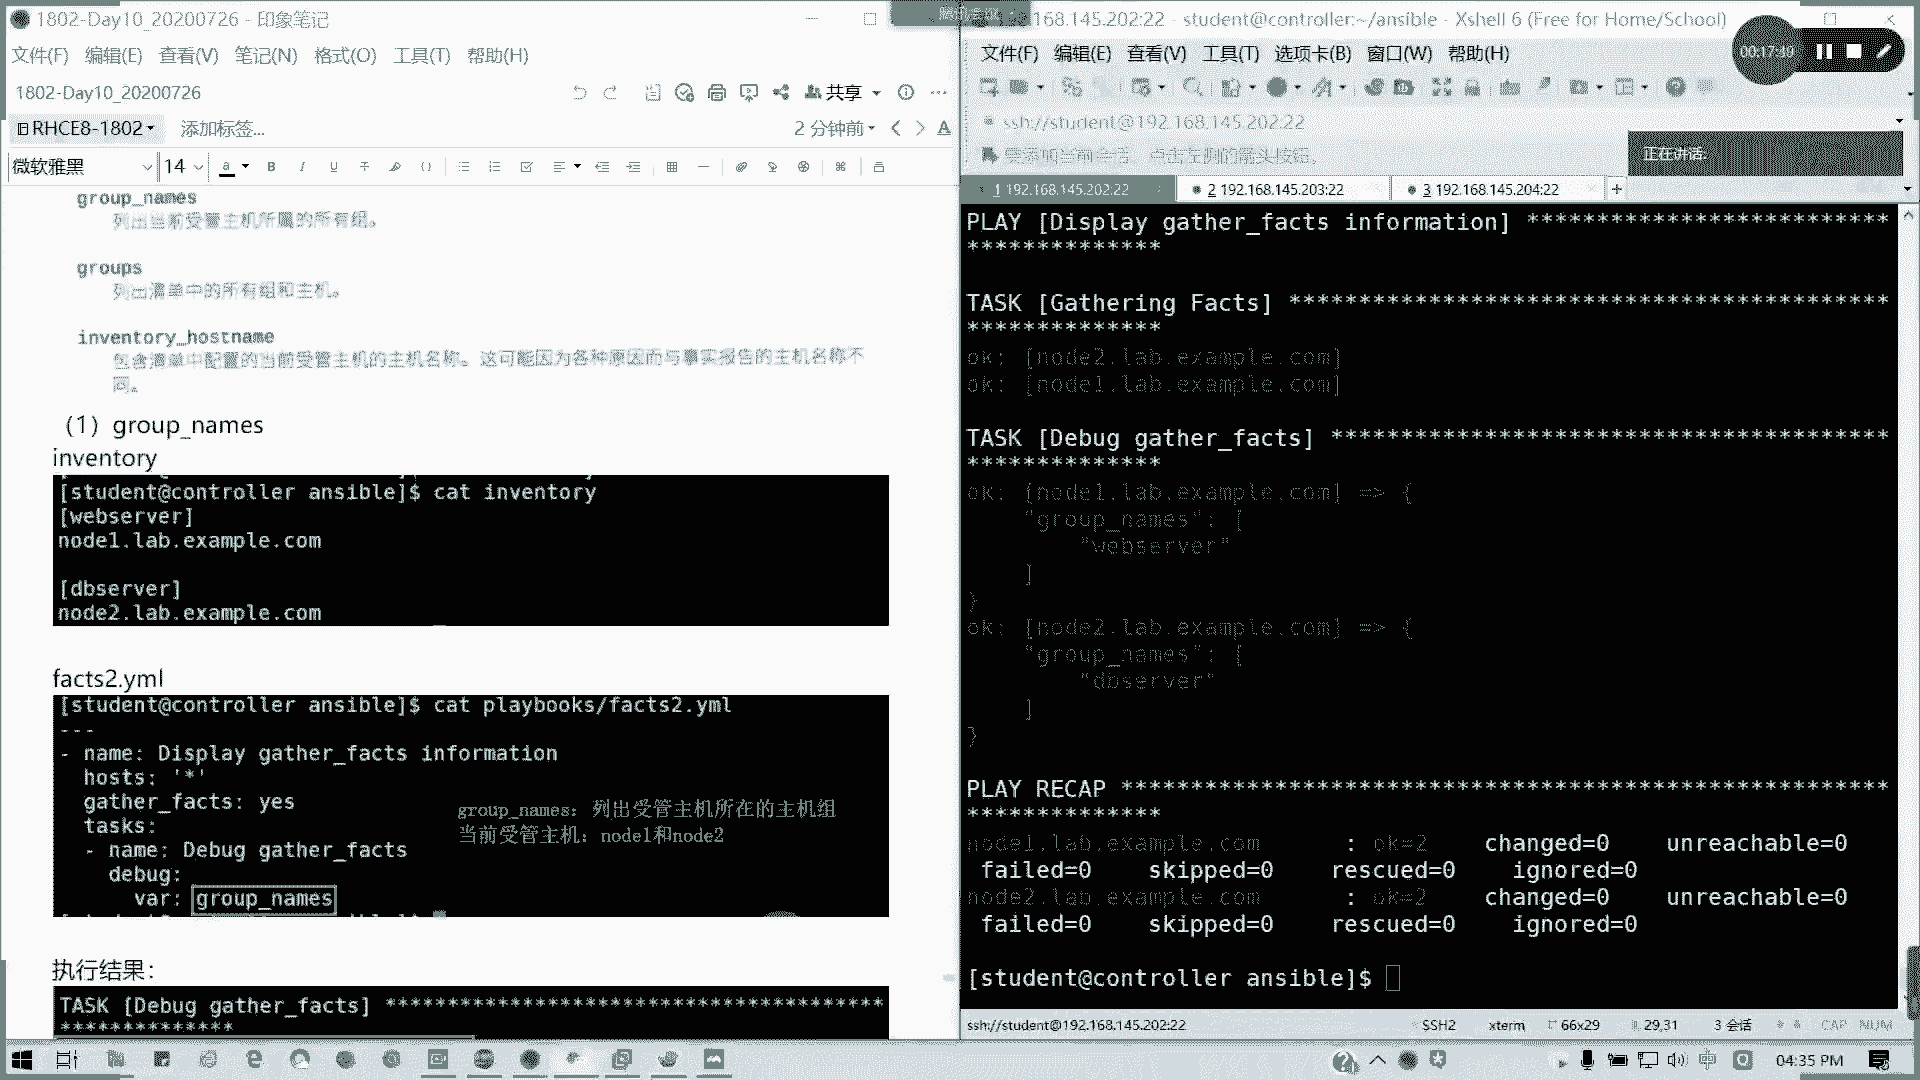 1802-Day10_20200726 - 印象笔记
文件(F) 编辑(E) 查看(V) 笔记(N) 格式(O) 工具(T) 帮助(H)
1802-Day10_20200726
共享
RHCE8-1802 添加标签...
2 分钟前
微软雅黑 14
group_names
列出当前受管主机所属的所有组。
groups
列出清单中的所有组和主机。
inventory_hostname
包含清单中配置的当前受管主机的主机名称。这可能因为各种原因而与事实报告的主机名称不
同。
（1）group_names
inventory
[student@controller ansible]$ cat inventory
[webserver]
node1.lab.example.com
[dbserver]
node2.lab.example.com
facts2.yml
[student@controller ansible]$ cat playbooks/facts2.yml
---
- name: Display gather_facts information
hosts: '*'
gather_facts: yes
tasks:
- name: Debug gather_facts
debug:
var: group_names
group_names: 列出受管主机所在的主机组
当前受管主机: node1和node2
执行结果：
TASK [Debug gather_facts] *****************************************
**************
腾讯会议
168.145.202:22 - student@controller:~/ansible - Xshell 6 (Free for Home/School)
文件(F) 编辑(E) 查看(V) 工具(T) 选项卡(B) 窗口(W) 帮助(H)
00:17:40
ssh://student@192.168.145.202:22
要添加当前会话，点击左侧的箭头按钮。
正在讲话:
1 192.168.145.202:22
2 192.168.145.203:22
3 192.168.145.204:22
PLAY [Display gather_facts information] **************************
**************
TASK [Gathering Facts] *******************************************
**************
ok: [node2.lab.example.com]
ok: [node1.lab.example.com]
TASK [Debug gather_facts] ****************************************
**************
ok: [node1.lab.example.com] => {
"group_names": [
"webserver"
]
}
ok: [node2.lab.example.com] => {
"group_names": [
"dbserver"
]
}
PLAY RECAP *******************************************************
**************
node1.lab.example.com : ok=2 changed=0 unreachable=0
failed=0 skipped=0 rescued=0 ignored=0
node2.lab.example.com : ok=2 changed=0 unreachable=0
failed=0 skipped=0 rescued=0 ignored=0
[student@controller ansible]$
ssh://student@192.168.145.202:22 SSH2 xterm 66x29 29,31 3 会话 CAP NUM
中 04:35 PM